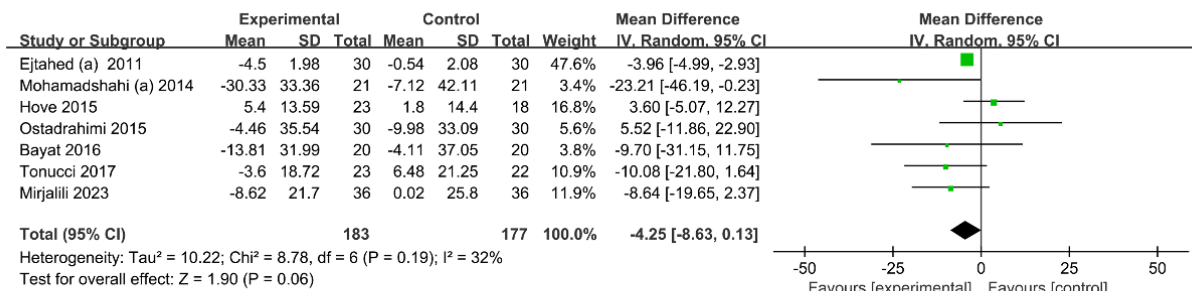 Experimental Control Mean Difference Mean Difference
Study or Subgroup Mean SD Total Mean SD Total Weight IV, Random, 95% CI IV, Random, 95% CI
Ejtahed (a) 2011 -4.5 1.98 30 -0.54 2.08 30 47.6% -3.96 [-4.99, -2.93]
Mohamadshahi (a) 2014 -30.33 33.36 21 -7.12 42.11 21 3.4% -23.21 [-46.19, -0.23]
Hove 2015 5.4 13.59 23 1.8 14.4 18 16.8% 3.60 [-5.07, 12.27]
Ostadrahimi 2015 -4.46 35.54 30 -9.98 33.09 30 5.6% 5.52 [-11.86, 22.90]
Bayat 2016 -13.81 31.99 20 -4.11 37.05 20 3.8% -9.70 [-31.15, 11.75]
Tonucci 2017 -3.6 18.72 23 6.48 21.25 22 10.9% -10.08 [-21.80, 1.64]
Mirjalili 2023 -8.62 21.7 36 0.02 25.8 36 11.9% -8.64 [-19.65, 2.37]
Total (95% CI) 183 177 100.0% -4.25 [-8.63, 0.13]
Heterogeneity: Tau² = 10.22; Chi² = 8.78, df = 6 (P = 0.19); I² = 32%
Test for overall effect: Z = 1.90 (P = 0.06)
-50 -25 0 25 50
Favours [experimental] Favours [control]